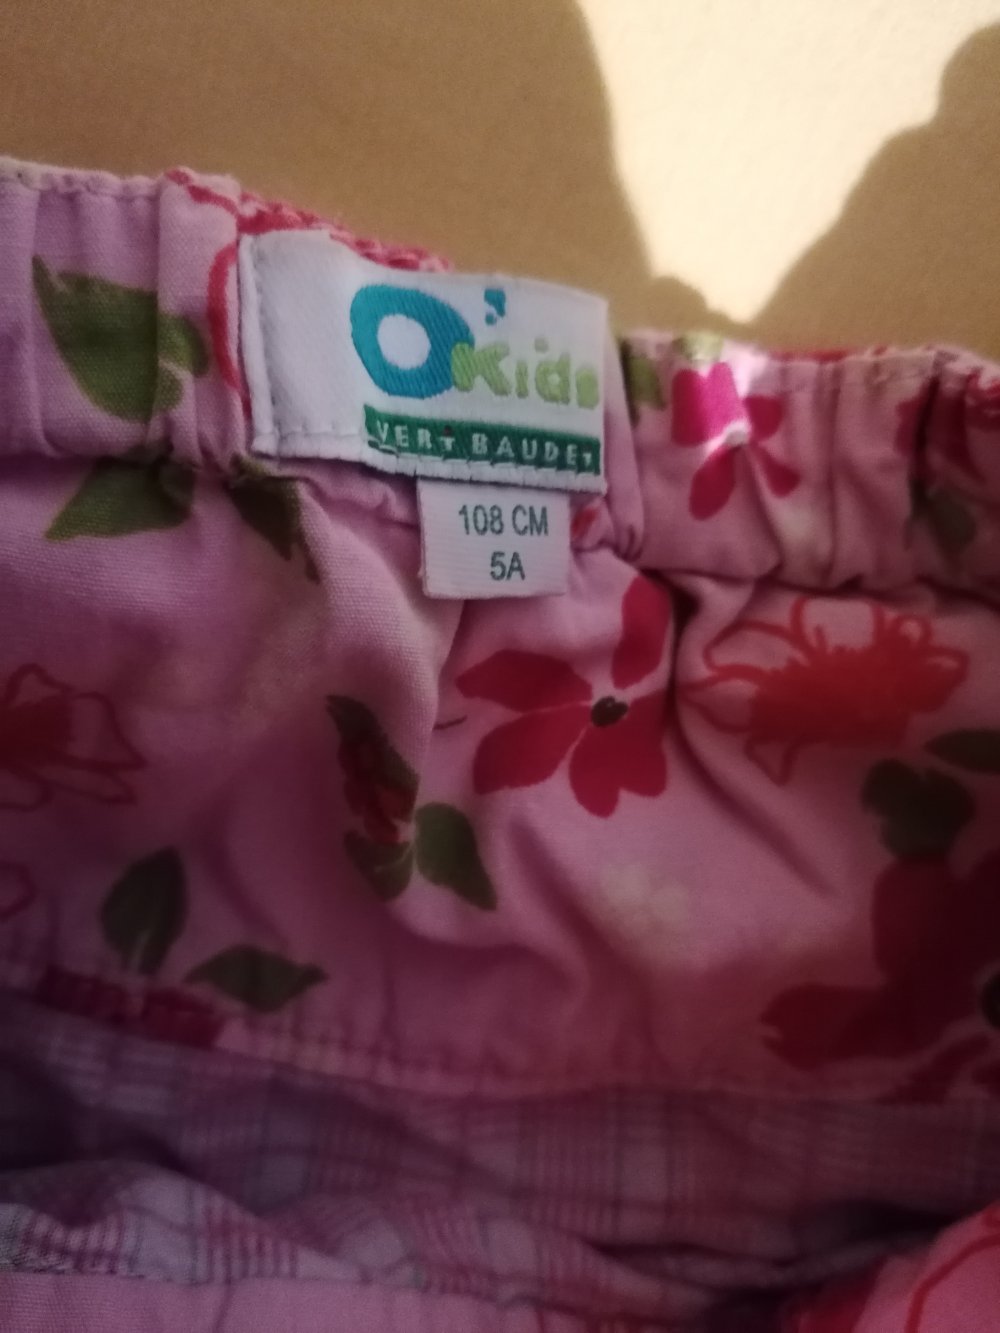 O'Kids
VERTBAUDET
108 CM
5A